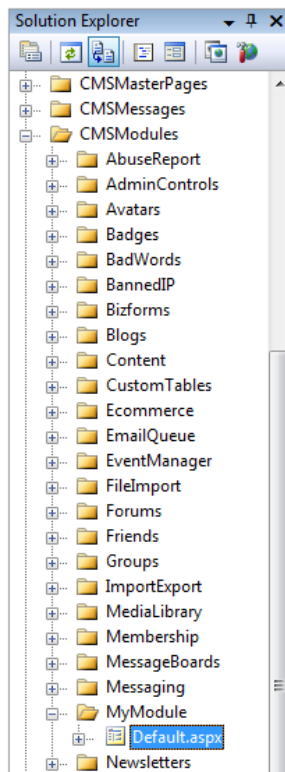 Solution Explorer
CMSMasterPages
CMSMessages
CMSModules
AbuseReport
AdminControls
Avatars
Badges
BadWords
BannedIP
Bizforms
Blogs
Content
CustomTables
Ecommerce
EmailQueue
EventManager
FileImport
Forums
Friends
Groups
ImportExport
MediaLibrary
Membership
MessageBoards
Messaging
MyModule
Default.aspx
Newsletters